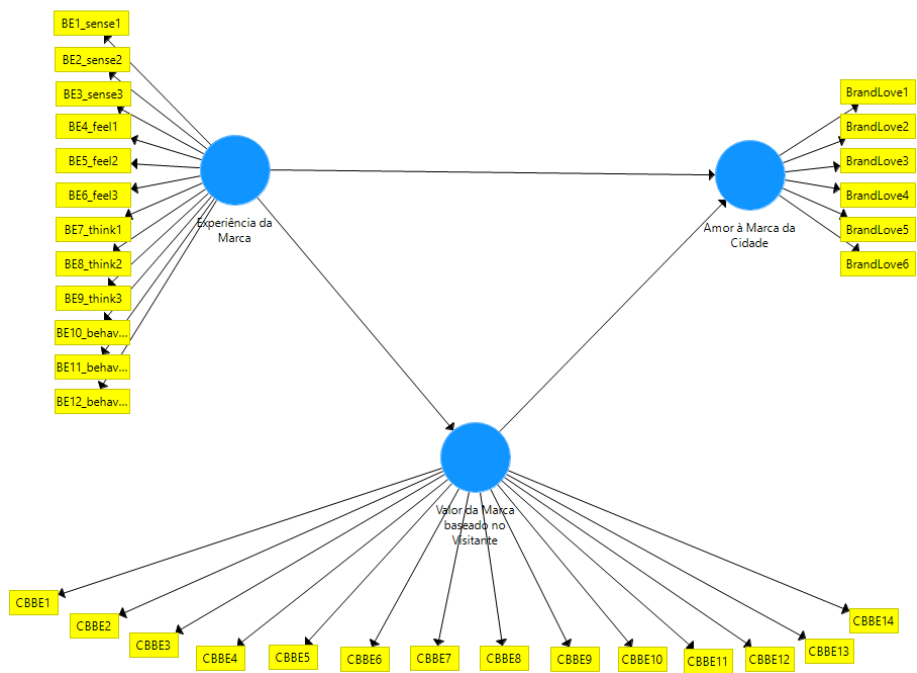 BE1_sense1
BE2_sense2
BE3_sense3
BE4_feel1
BE5_feel2
BE6_feel3
BE7_think1
BE8_think2
BE9_think3
BE10_behav...
BE11_behav...
BE12_behav...
Experiência da
Marca
BrandLove1
BrandLove2
BrandLove3
BrandLove4
BrandLove5
BrandLove6
Amor à Marca da
Cidade
Valor da Marca
baseado no
Visitante
CBBE1
CBBE2
CBBE3
CBBE4
CBBE5
CBBE6
CBBE7
CBBE8
CBBE9
CBBE10
CBBE11
CBBE12
CBBE13
CBBE14